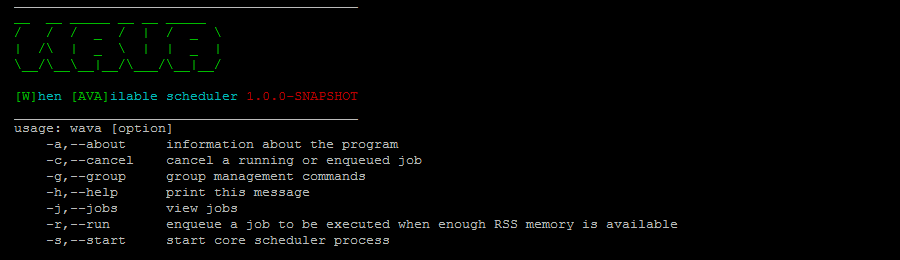 WAVA
[W]hen [AVA]ilable scheduler 1.0.0-SNAPSHOT
usage: wava [option]
-a,--about     information about the program
-c,--cancel    cancel a running or enqueued job
-g,--group     group management commands
-h,--help      print this message
-j,--jobs      view jobs
-r,--run       enqueue a job to be executed when enough RSS memory is available
-s,--start     start core scheduler process